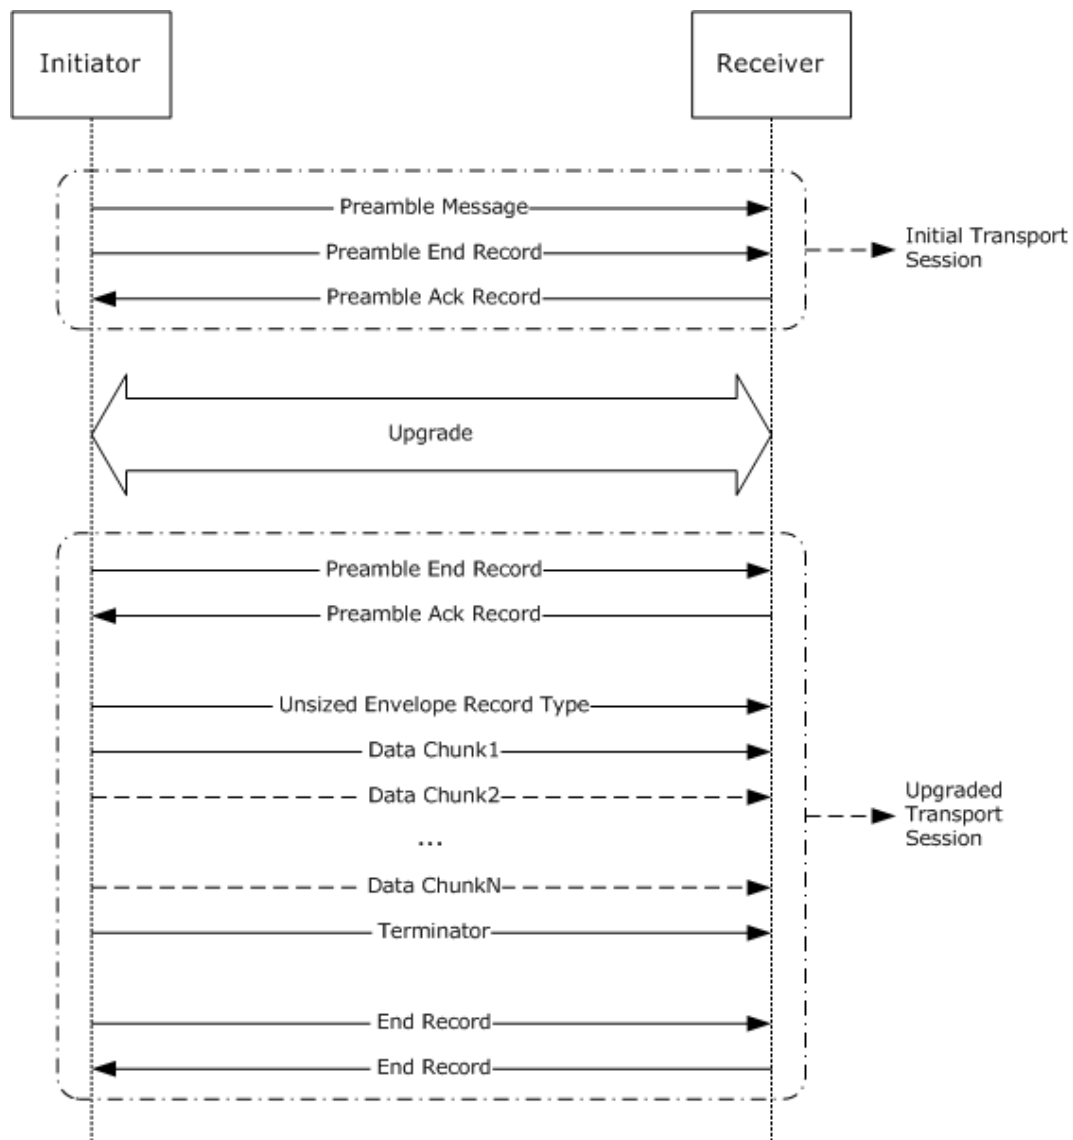 Initiator
Receiver
Preamble Message
Preamble End Record
Preamble Ack Record
Initial Transport
Session
Upgrade
Preamble End Record
Preamble Ack Record
Unsized Envelope Record Type
Data Chunk1
Data Chunk2
...
Data ChunkN
Terminator
Upgraded
Transport
Session
End Record
End Record